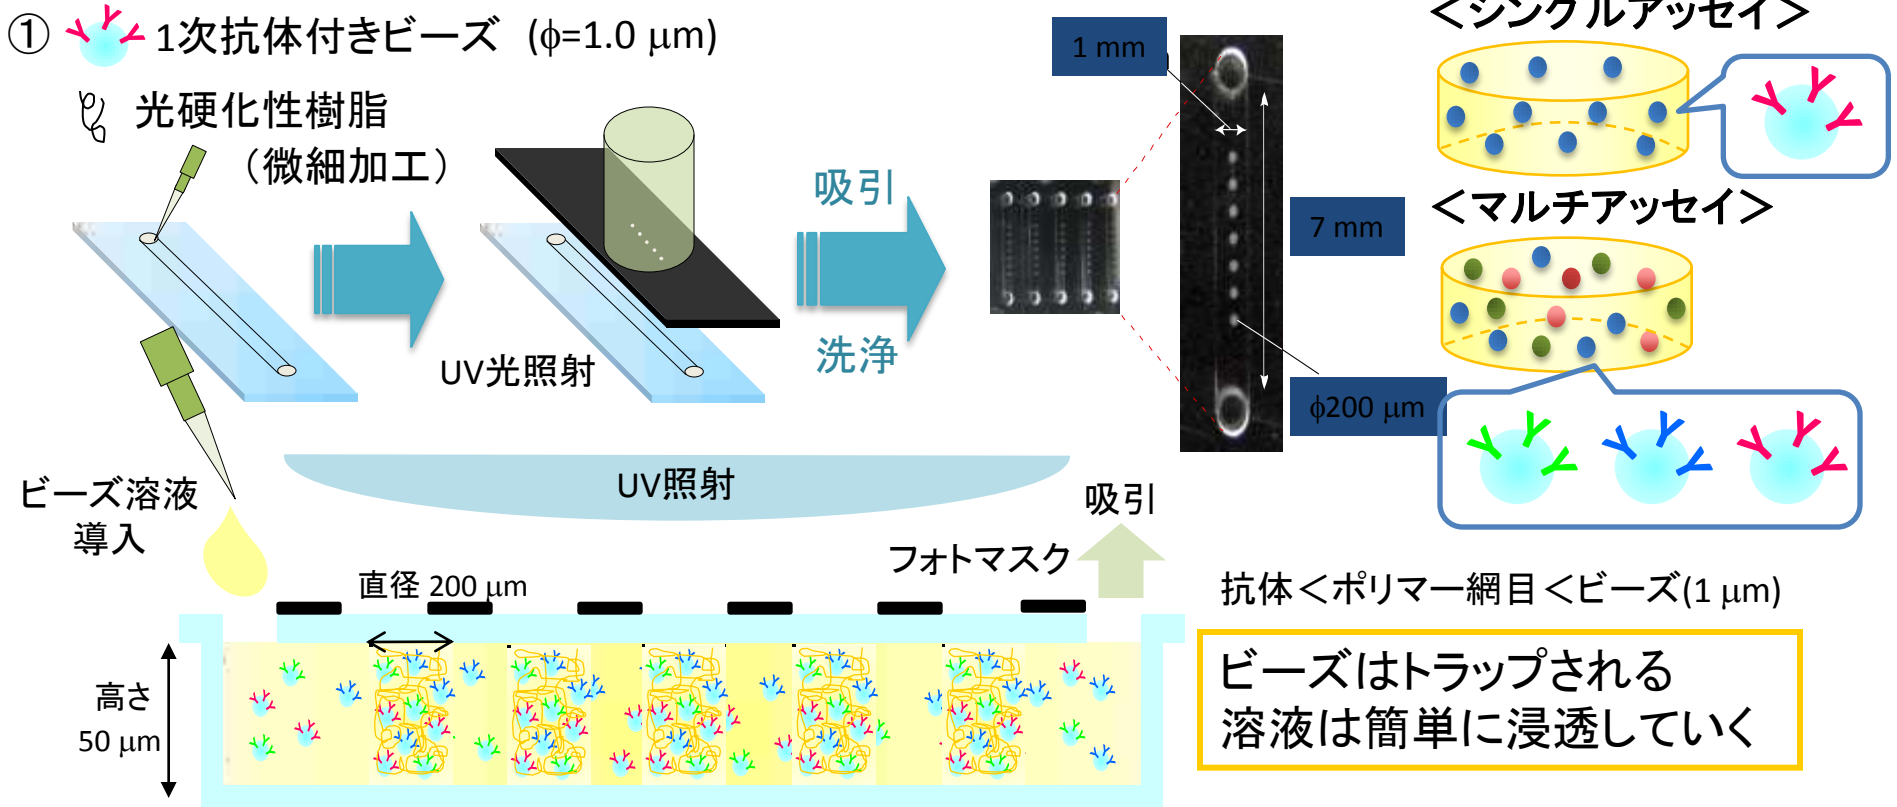 ① 1次抗体付きビーズ (ϕ=1.0 μm)
光硬化性樹脂
（微細加工）
UV光照射
吸引
洗浄
1 mm
7 mm
ϕ200 μm
＜シングルアッセイ＞
＜マルチアッセイ＞
ビーズ溶液
導入
UV照射
吸引
フォトマスク
直径 200 μm
高さ
50 μm
抗体＜ポリマー網目＜ビーズ(1 μm)
ビーズはトラップされる
溶液は簡単に浸透していく